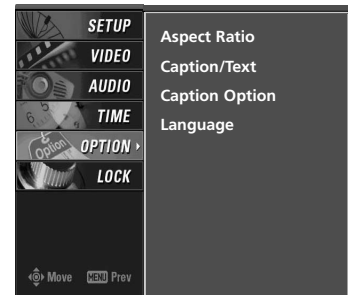 SETUP
VIDEO
AUDIO
TIME
OPTION
LOCK
Move MENU Prev
Aspect Ratio
Caption/Text
Caption Option
Language